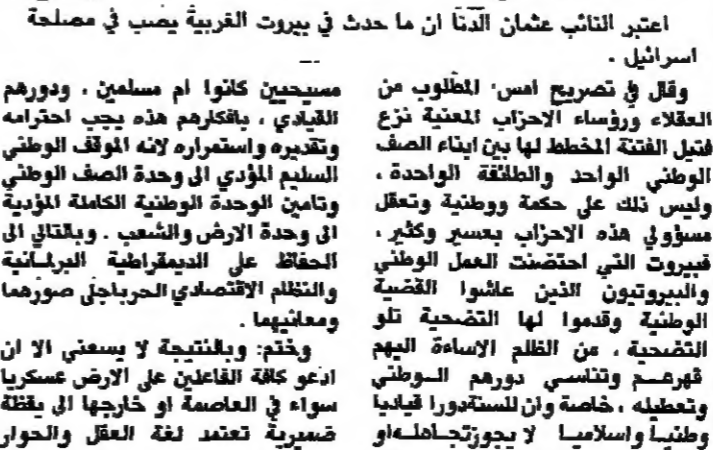 اعتبر النائب عثمان الدنا ان ما حدث في بيروت الغربية يصب في مصلحة
اسرائيل .
وقال في تصريح امس: المطلوب من
العقلاء ورؤساء الاحزاب المعنية نزع
فتيل الفتنة المخطط لها بين ابناء الصف
الوطني الواحد والطائفة الواحدة ،
وليس ذلك على حكمة ووطنية وتعقل
مسؤولي هذه الاحزاب بعسير وكثير ،
فبيروت التي احتضنت العمل الوطني
والبيروتيون الذين عاشوا القضية
الوطنية وقدموا لها التضحية تلو
التضحية ، من الظلم الاساءة اليهم
قهرهم وتناسي دورهم الوطني
وتعطيله ، خاصة وان للسنة دورا قياديا
وطنيا واسلاميا لا يجوز تجاهله او
مسيحيين كانوا ام مسلمين ، ودورهم
القيادي ، بافكارهم هذه يجب احترامه
وتقديره واستمراره لانه الموقف الوطني
السليم المؤدي الى وحدة الصف الوطني
وتامين الوحدة الوطنية الكاملة المؤدية
الى وحدة الارض والشعب . وبالتالي الى
الحفاظ على الديمقراطية البرلمانية
والنظام الاقتصادي الحر باجلى صورهما
ومعانيهما .
وختم: وبالنتيجة لا يسعني الا ان
ادعو كافة الفاعلين على الارض عسكريا
سواء في العاصمة او خارجها الى يقظة
ضميرية تعتمد لغة العقل والحوار